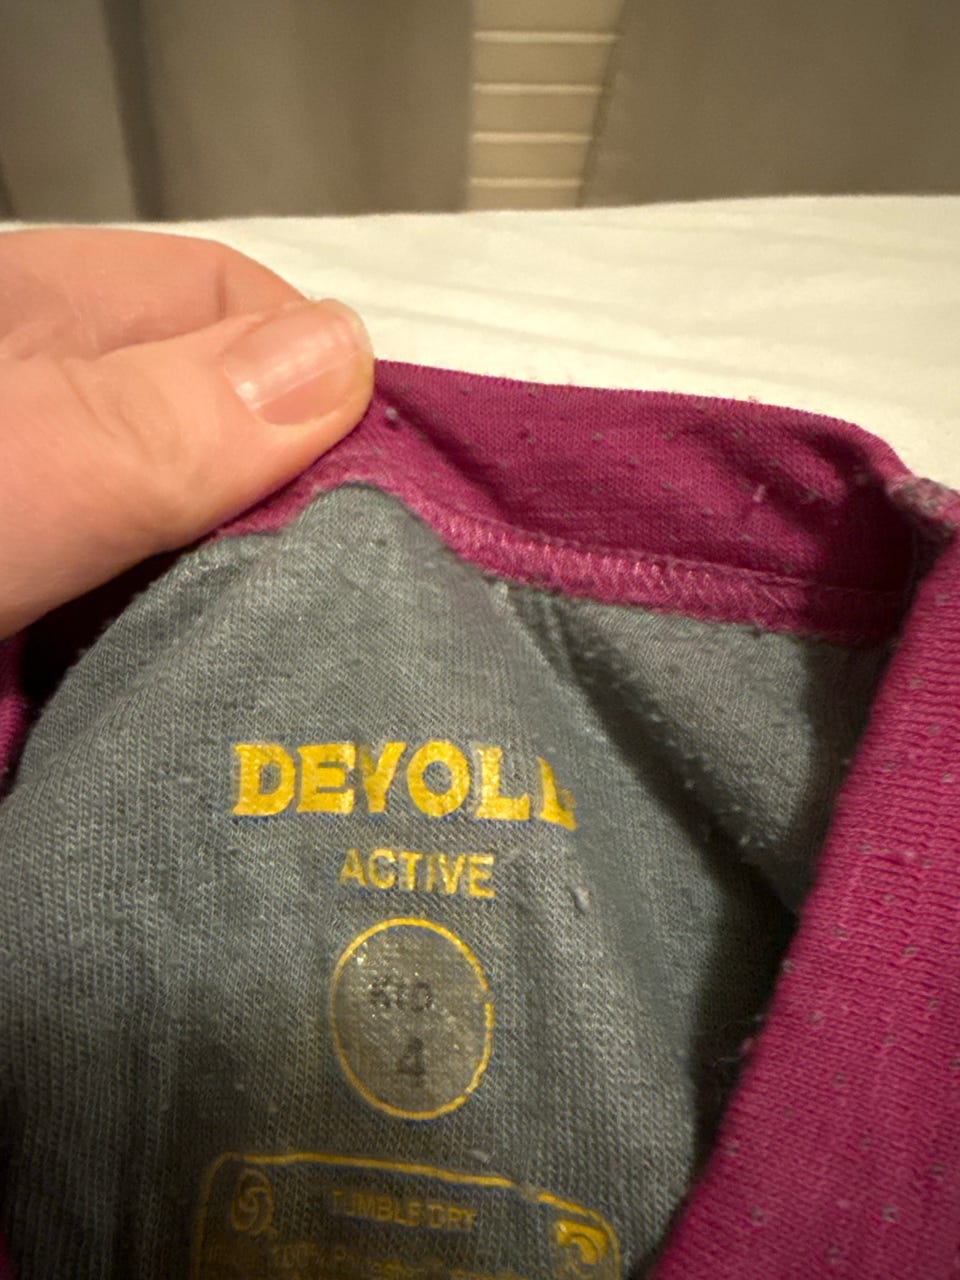 DEVOLD
ACTIVE
KID
4
TUMBLE DRY